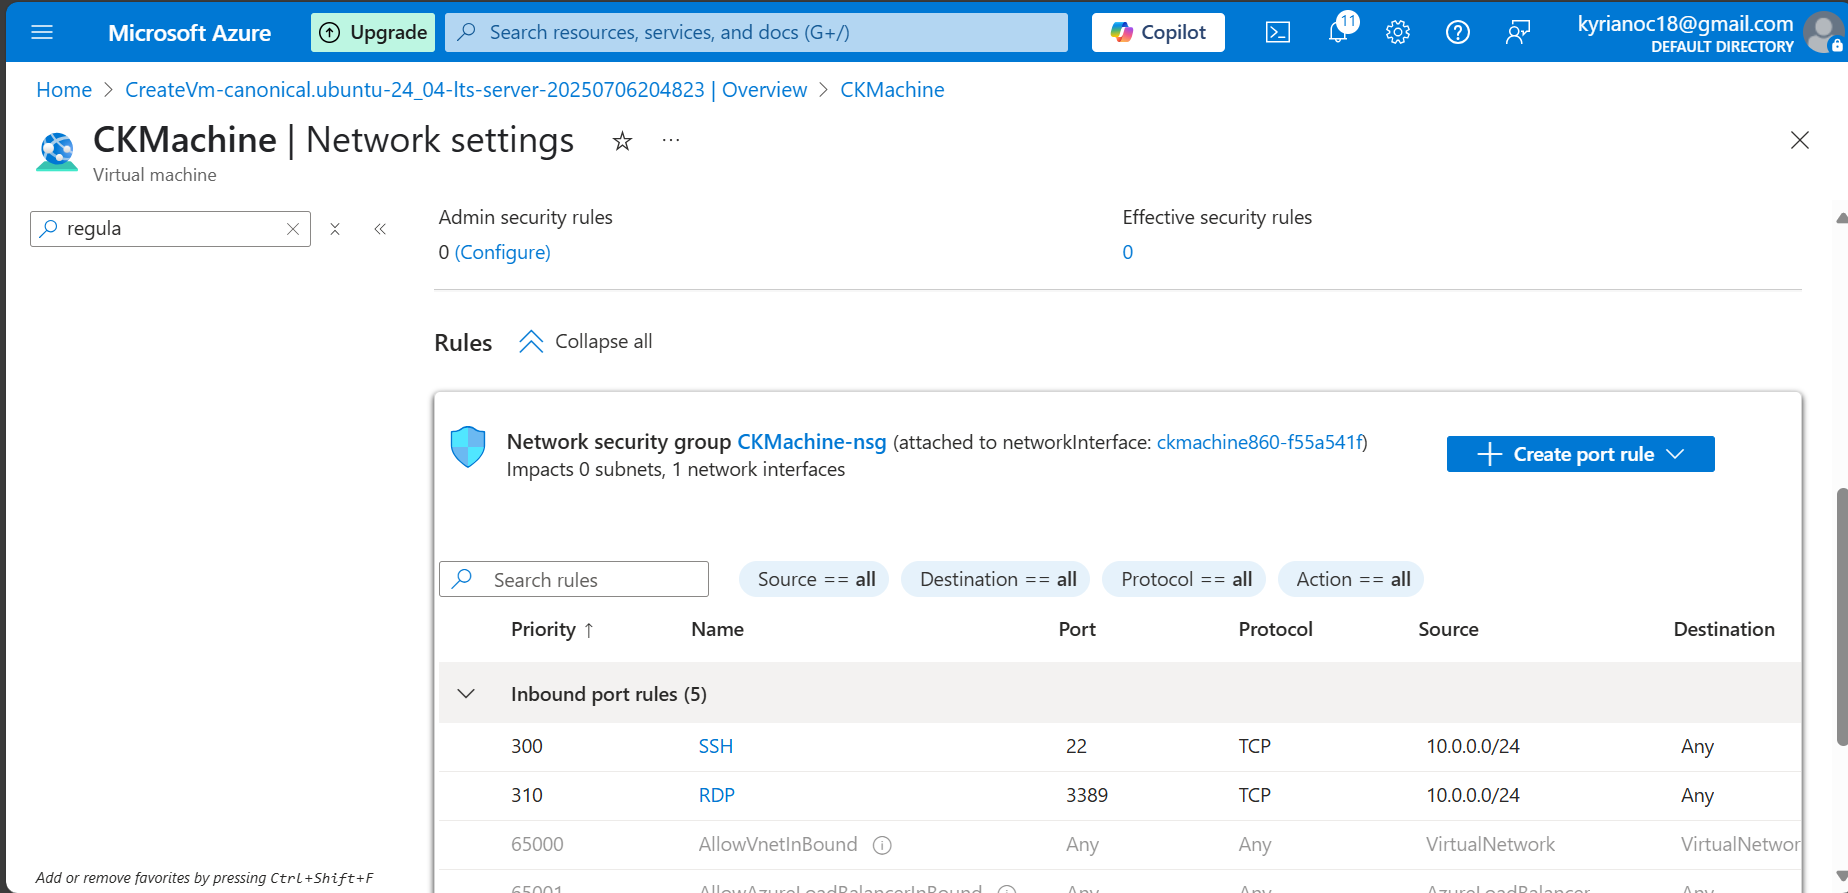 Microsoft Azure
Upgrade
Search resources, services, and docs (G+/)
Copilot
11
kyrianoc18@gmail.com
DEFAULT DIRECTORY
Home > CreateVm-canonical.ubuntu-24_04-lts-server-20250706204823 | Overview > CKMachine
CKMachine | Network settings
Virtual machine
regula
Admin security rules
0 (Configure)
Effective security rules
0
Rules
Collapse all
Network security group CKMachine-nsg (attached to networkInterface: ckmachine860-f55a541f)
Impacts 0 subnets, 1 network interfaces
Create port rule
Search rules
Source == all
Destination == all
Protocol == all
Action == all
Priority ↑ Name Port Protocol Source Destination
Inbound port rules (5)
300 SSH 22 TCP 10.0.0.0/24 Any
310 RDP 3389 TCP 10.0.0.0/24 Any
65000 AllowVnetInBound Any Any VirtualNetwork VirtualNetwor
65001 AllowAzureLoadBalancerInBound Any Any AzureLoadBalancer Any
Add or remove favorites by pressing Ctrl+Shift+F